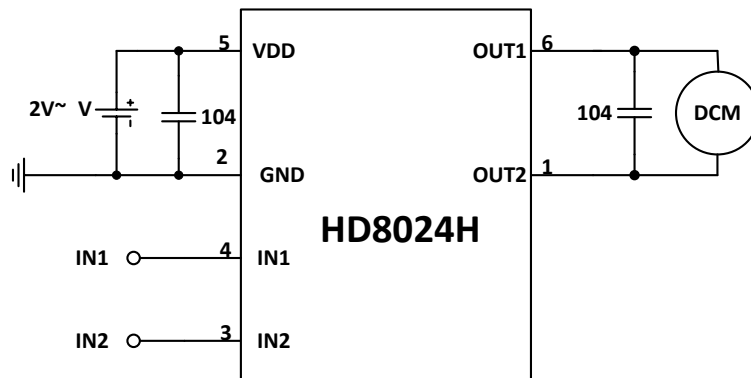 5 VDD OUT1 6
2V~ V + - 104 104 DCM
2 GND OUT2 1
HD8024H
IN1 4 IN1
IN2 3 IN2